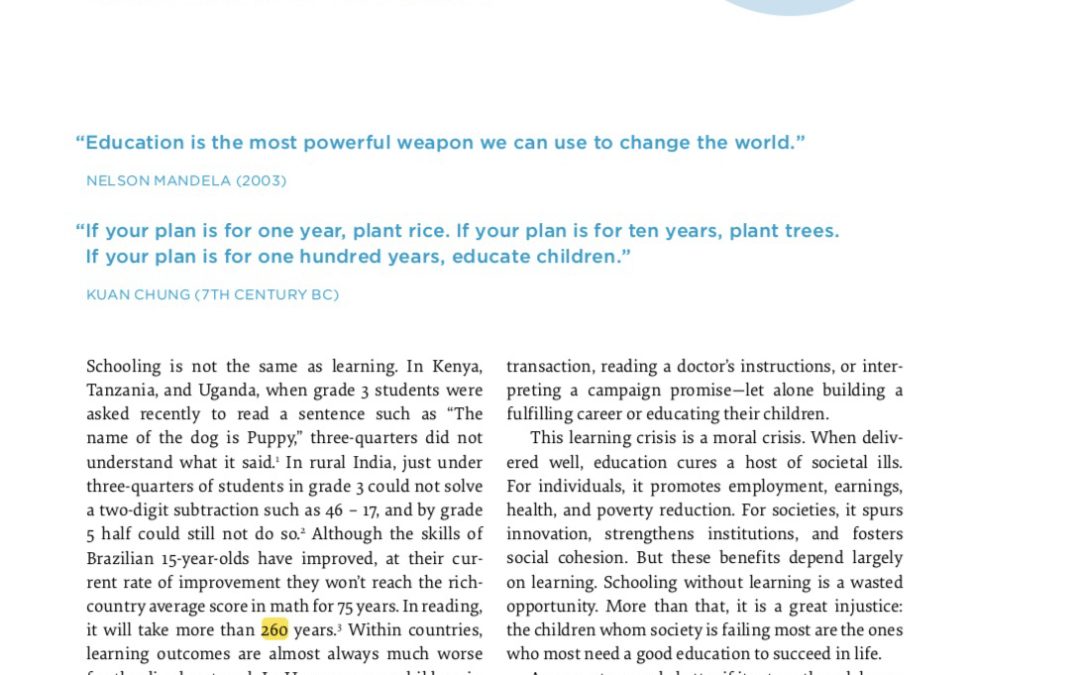 “Education is the most powerful weapon we can use to change the world.”
NELSON MANDELA (2003)
“If your plan is for one year, plant rice. If your plan is for ten years, plant trees.
If your plan is for one hundred years, educate children.”
KUAN CHUNG (7TH CENTURY BC)
Schooling is not the same as learning. In Kenya,
Tanzania, and Uganda, when grade 3 students were
asked recently to read a sentence such as “The
name of the dog is Puppy,” three-quarters did not
understand what it said.¹ In rural India, just under
three-quarters of students in grade 3 could not solve
a two-digit subtraction such as 46 – 17, and by grade
5 half could still not do so.² Although the skills of
Brazilian 15-year-olds have improved, at their cur-
rent rate of improvement they won’t reach the rich-
country average score in math for 75 years. In reading,
it will take more than 260 years.³ Within countries,
learning outcomes are almost always much worse
transaction, reading a doctor’s instructions, or inter-
preting a campaign promise—let alone building a
fulfilling career or educating their children.
This learning crisis is a moral crisis. When deliv-
ered well, education cures a host of societal ills.
For individuals, it promotes employment, earnings,
health, and poverty reduction. For societies, it spurs
innovation, strengthens institutions, and fosters
social cohesion. But these benefits depend largely
on learning. Schooling without learning is a wasted
opportunity. More than that, it is a great injustice:
the children whom society is failing most are the ones
who most need a good education to succeed in life.